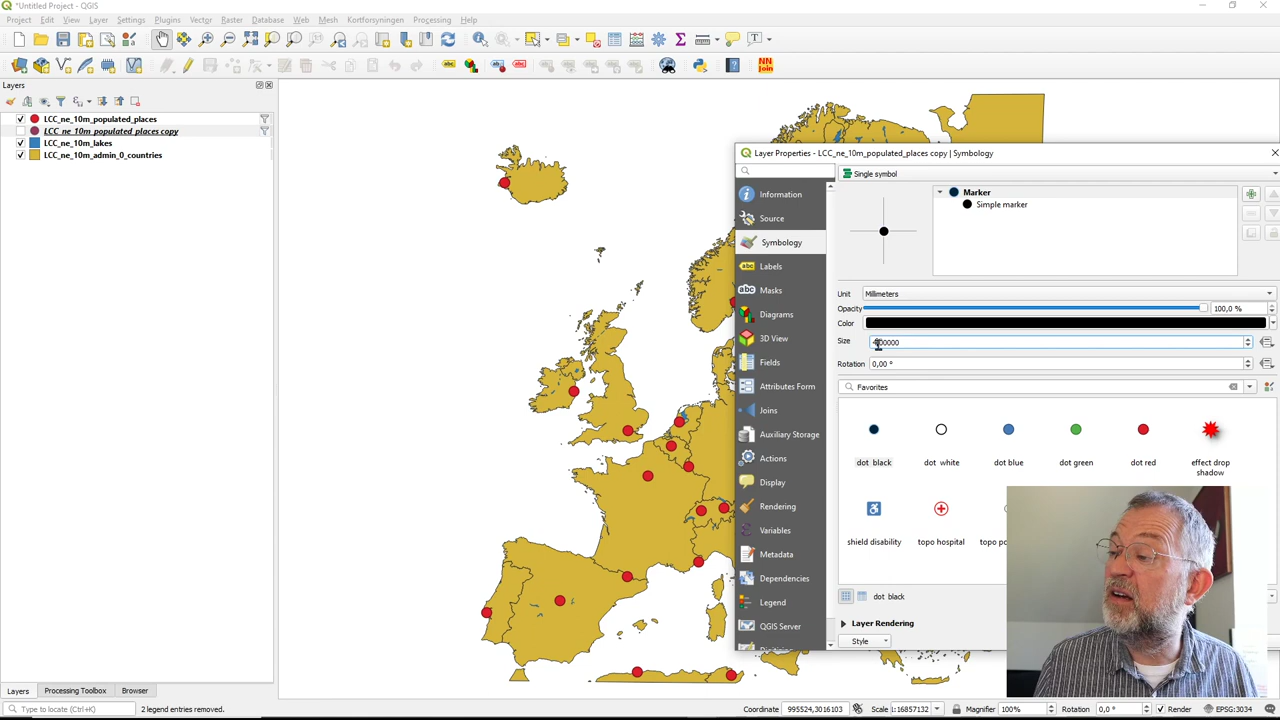 *Untitled Project — QGIS
Project Edit View Layer Settings Plugins Vector Raster Database Web Mesh Kortforsyningen Processing Help
Layers
LCC_ne_10m_populated_places
LCC_ne_10m_populated_places copy
LCC_ne_10m_lakes
LCC_ne_10m_admin_0_countries
Layer Properties - LCC_ne_10m_populated_places copy | Symbology
Information
Source
Symbology
Labels
Masks
Diagrams
3D View
Fields
Attributes Form
Joins
Auxiliary Storage
Actions
Display
Rendering
Variables
Metadata
Dependencies
Legend
QGIS Server
Single symbol
Marker
Simple marker
Unit Millimeters
Opacity 100,0 %
Color
Size
Rotation 0,00 °
Favorites
dot black
dot white
dot blue
dot green
dot red
effect drop shadow
shield disability
topo hospital
dot black
Layer Rendering
Style
NN
Join
Layers Processing Toolbox Browser
Type to locate (Ctrl+K) 2 legend entries removed. Coordinate 995524,3016103 Scale 1:16857132 Magnifier 100% Rotation 0,0 ° Render EPSG:3034